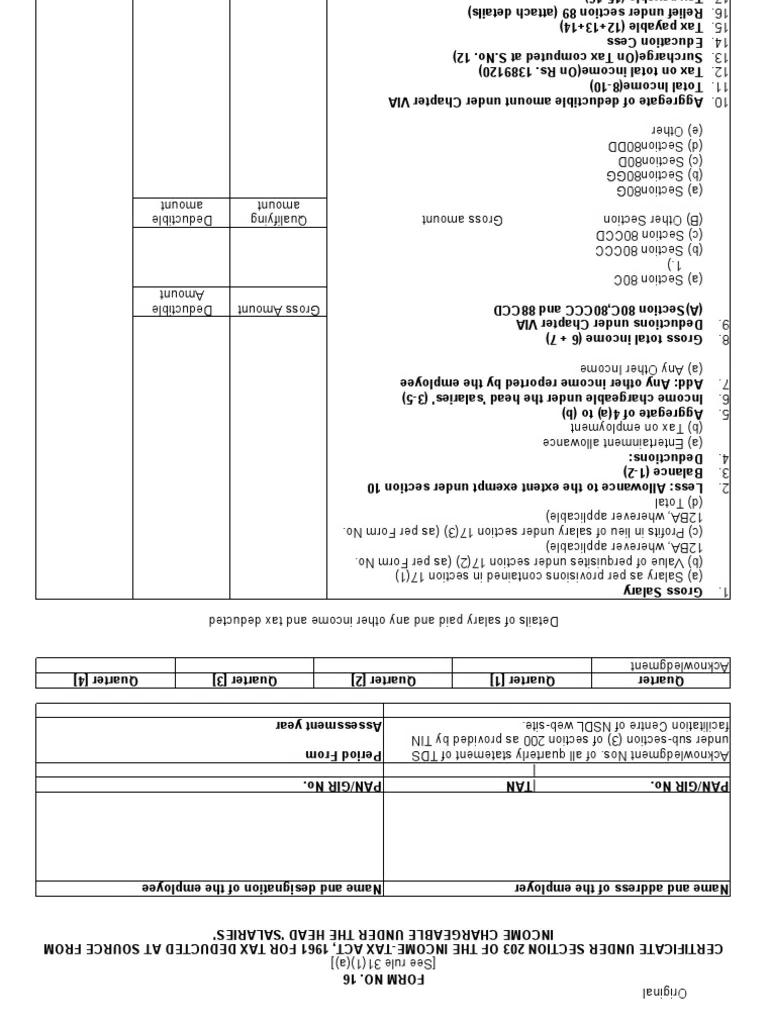 Original
FORM NO. 16
[See rule 31(1)(a)]
CERTIFICATE UNDER SECTION 203 OF THE INCOME-TAX ACT, 1961 FOR TAX DEDUCTED AT SOURCE FROM
INCOME CHARGEABLE UNDER THE HEAD 'SALARIES'
Name and address of the employer Name and designation of the employee
PAN/GIR No. |TAN PAN/GIR No.
|
Acknowledgment Nos. of all quarterly statement of TDS Period From
under sub-section (3) of section 200 as provided by TIN
facilitation Centre of NSDL web-site. Assessment year
Quarter Quarter [1] Quarter [2] Quarter [3] Quarter [4]
Acknowledgment
Details of salary paid and any other income and tax deducted
1. Gross Salary
(a) Salary as per provisions contained in section 17(1)
(b) Value of perquisites under section 17(2) (as per Form No.
12BA, wherever applicable)
(c) Profits in lieu of salary under section 17(3) (as per Form No.
12BA, wherever applicable)
(d) Total
2. Less: Allowance to the extent exempt under section 10
3. Balance (1-2)
4. Deductions:
(a) Entertainment allowance
(b) Tax on employment
5. Aggregate of 4(a) to (b)
6. Income chargeable under the head 'salaries' (3-5)
7. Add: Any other income reported by the employee
(a) Any Other Income
8. Gross total income (6 + 7)
9. Deductions under Chapter VIA
(A)Section 80C,80CCC and 88CCD Gross Amount Deductible
Amount
(a) Section 80C
1.)
(b) Section 80CCC
(c) Section 80CCD
(B) Other Section Gross amount Qualifying Deductible
amount amount
(a) Section80G
(b) Section80GG
(c) Section80D
(d) Section80DD
(e) Other
10. Aggregate of deductible amount under Chapter VIA
11. Total Income(8-10)
12. Tax on total income(On Rs. 1389120)
13. Surcharge(On Tax computed at S.No. 12)
14. Education Cess
15. Tax payable (12+13+14)
16. Relief under section 89 (attach details)